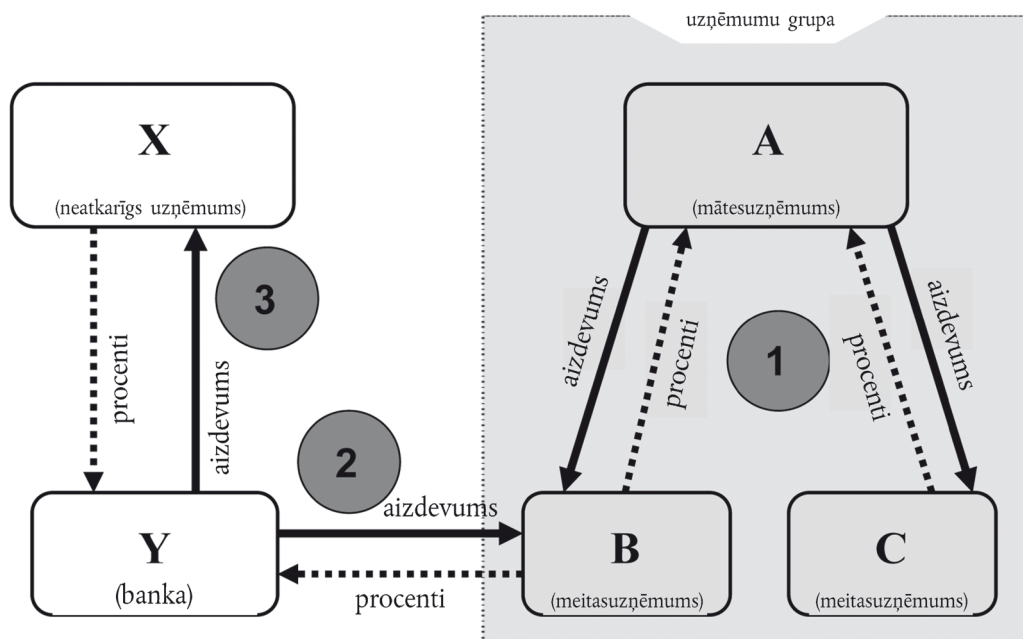 uzņēmumu grupa
X
(neatkarīgs uzņēmums)
A
(mātesuzņēmums)
3
1
2
procenti
aizdevums
aizdevums
procenti
procenti
aizdevums
aizdevums
procenti
Y
(banka)
B
(meitasuzņēmums)
C
(meitasuzņēmums)